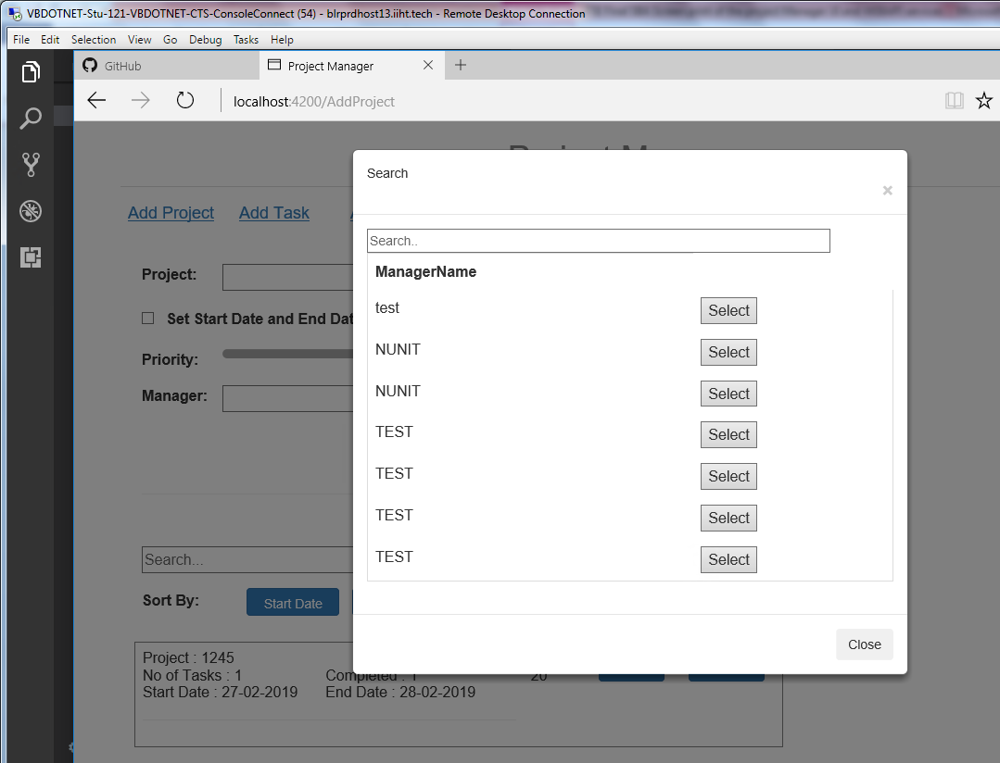 VBDOTNET-Stu-121-VBDOTNET-CTS-ConsoleConnect (54) - blrprdhost13.iiht.tech - Remote Desktop Connection
File Edit Selection View Go Debug Tasks Help
GitHub Project Manager
localhost:4200/AddProject
Search
×
Add Project Add Task
Search..
Project:
ManagerName
test Select
Set Start Date and End Dat
NUNIT Select
Priority:
NUNIT Select
Manager:
TEST Select
TEST Select
TEST Select
Search...
TEST Select
Sort By: Start Date
Close
Project : 1245
No of Tasks : 1 Completed : 1 20
Start Date : 27-02-2019 End Date : 28-02-2019